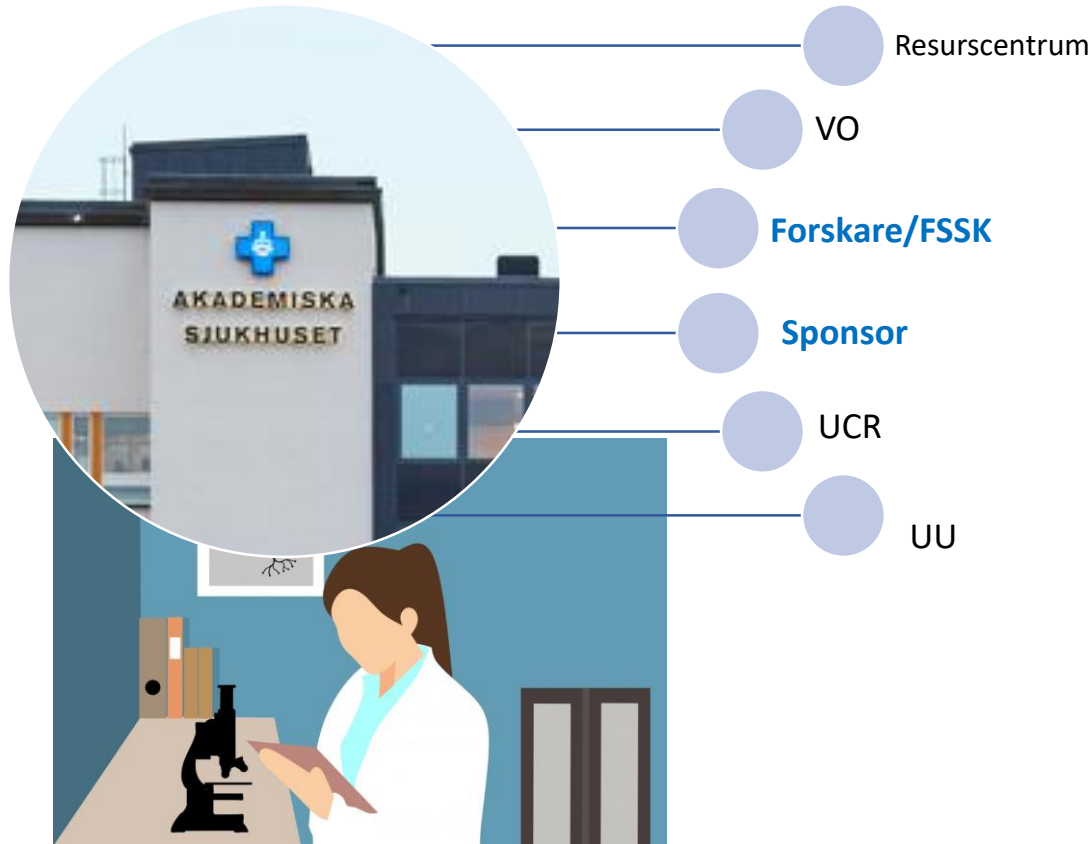 Resurscentrum
VO
Forskare/FSSK
AKADEMISKA
SJUKHUSET
Sponsor
UCR
UU